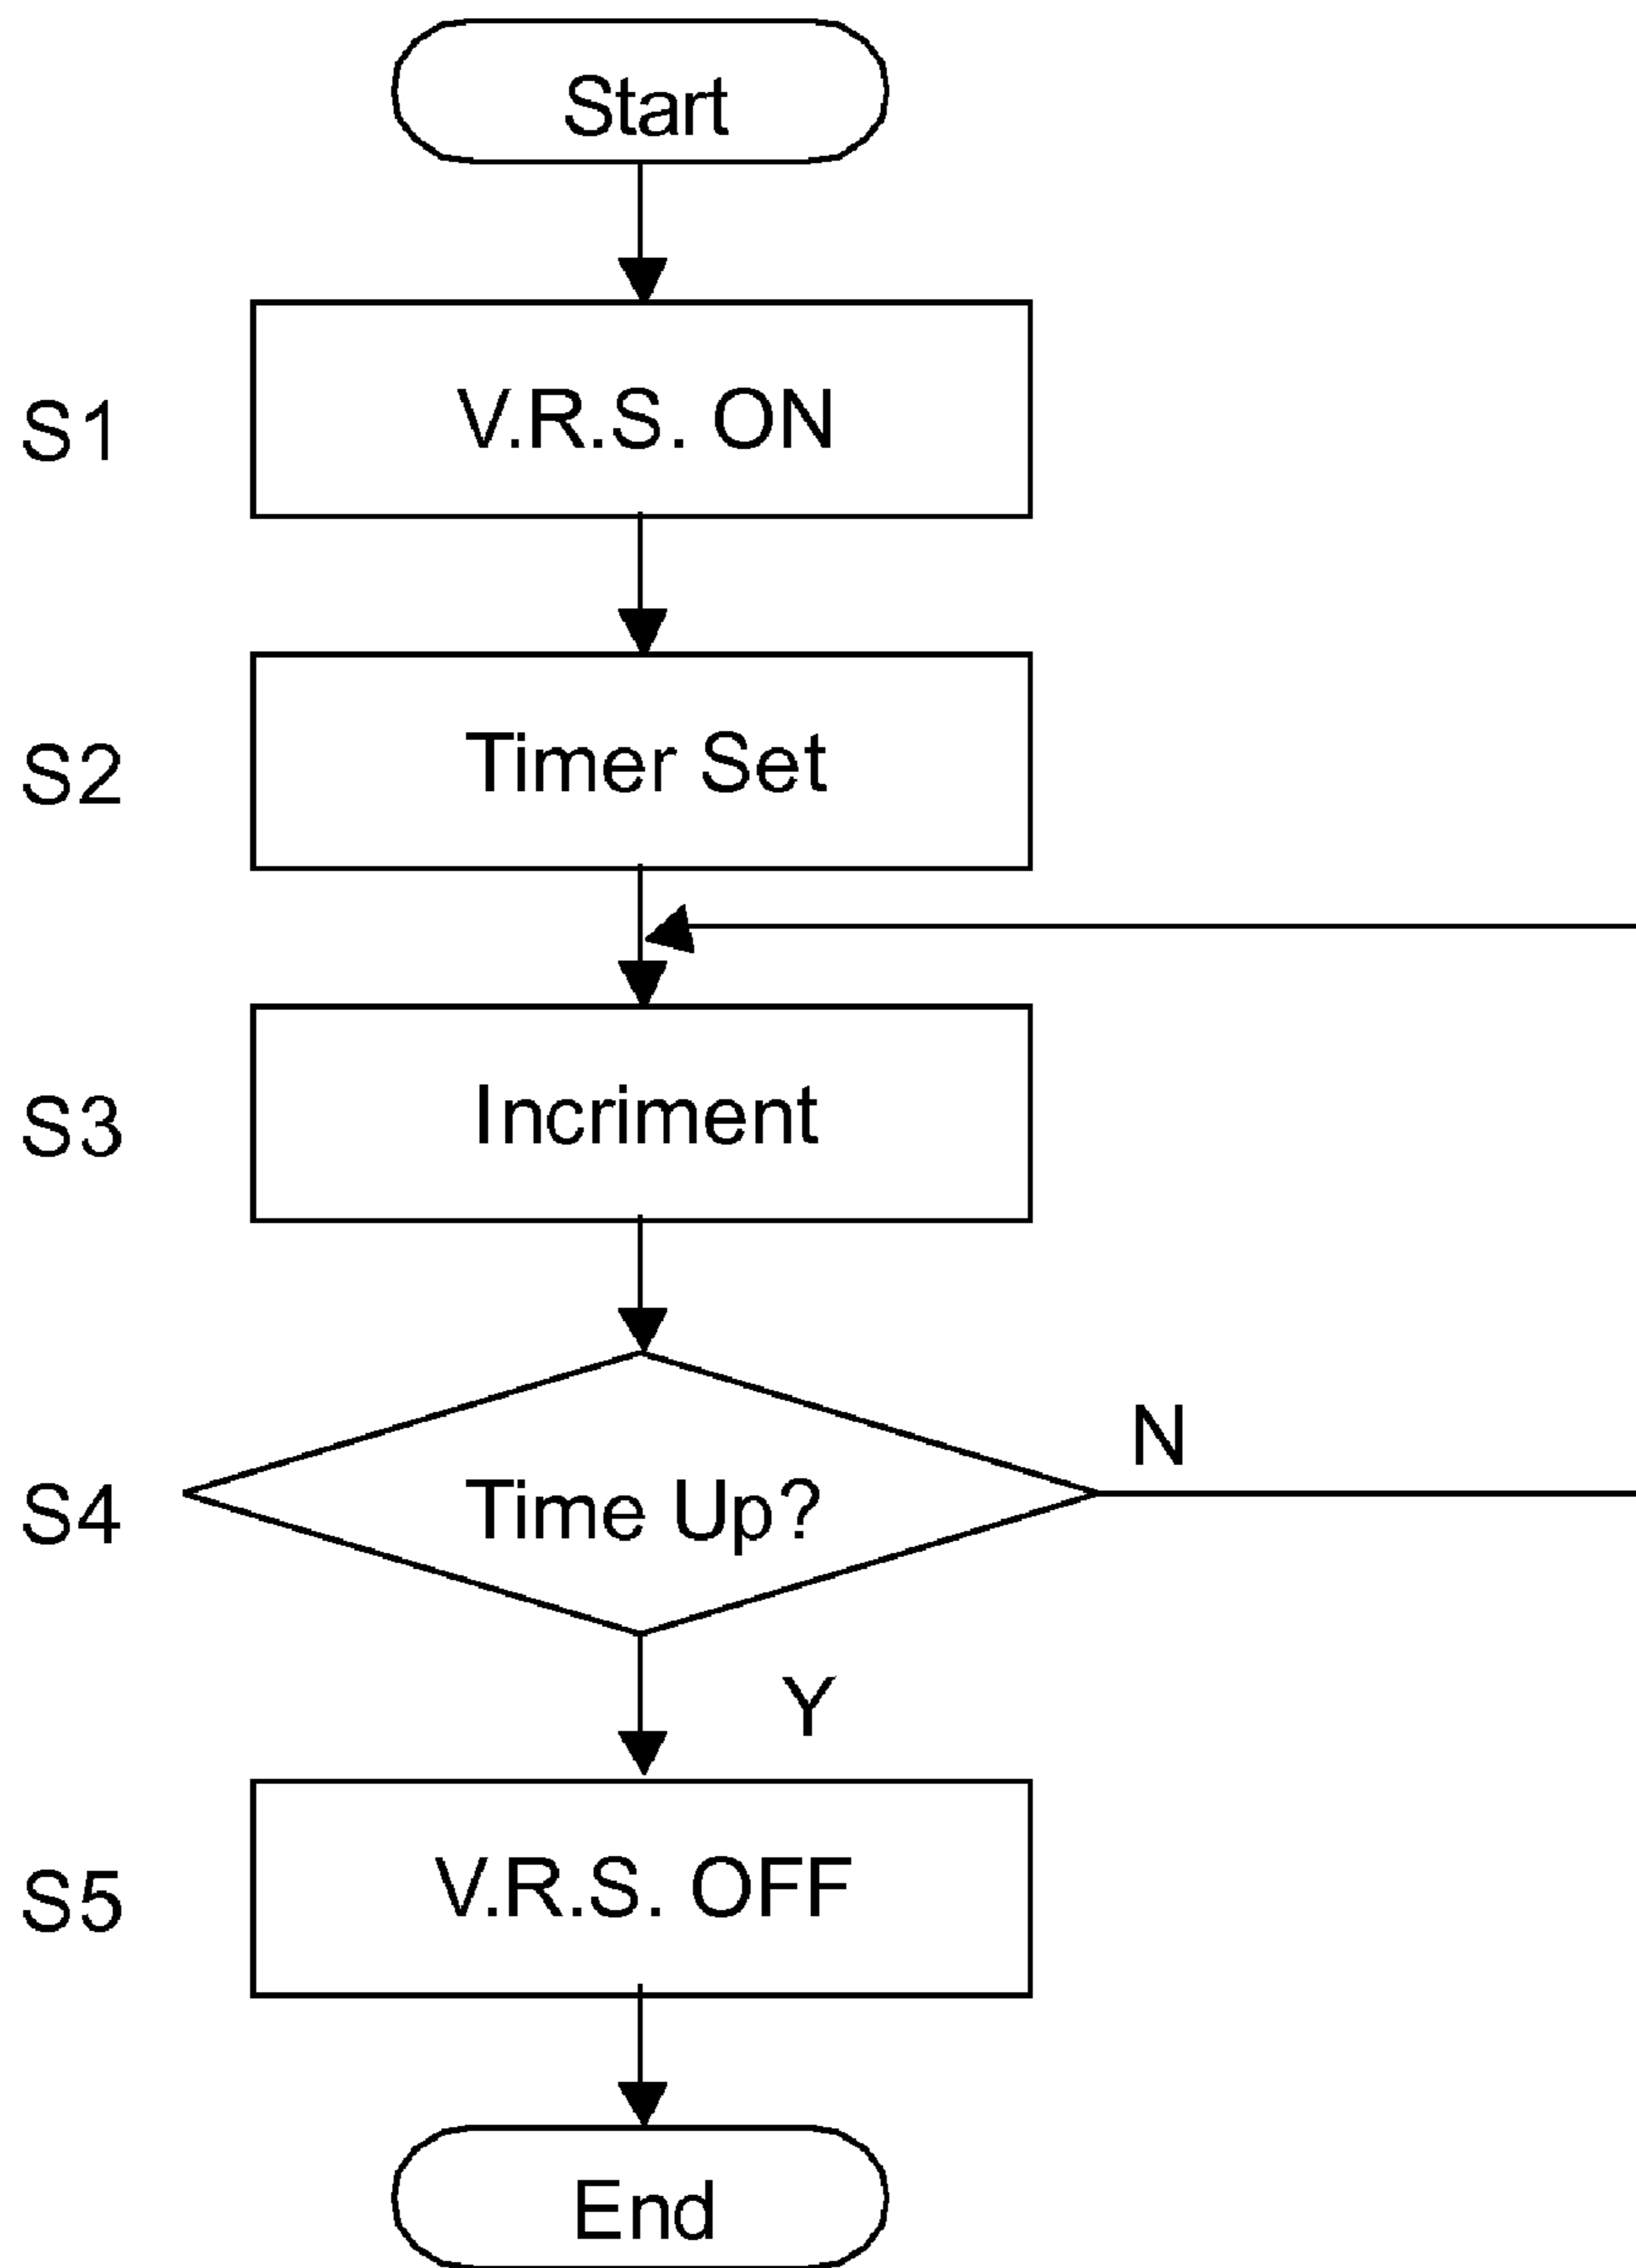 Start
S1
V.R.S. ON
S2
Timer Set
S3
Incriment
S4
Time Up?
N
Y
S5
V.R.S. OFF
End